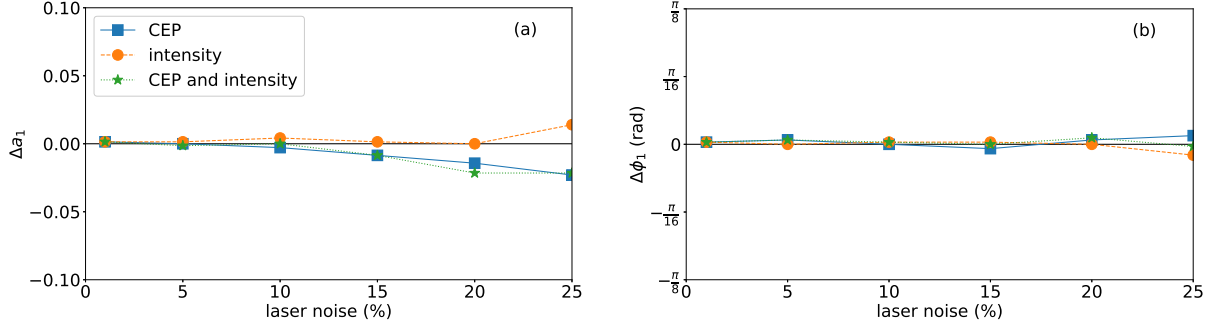 0.10
0.05
0.00
−0.05
−0.10
Δa₁
(a)
CEP
intensity
CEP and intensity
0 5 10 15 20 25
laser noise (%)
π/8
π/16
0
−π/16
−π/8
Δϕ₁ (rad)
(b)
0 5 10 15 20 25
laser noise (%)